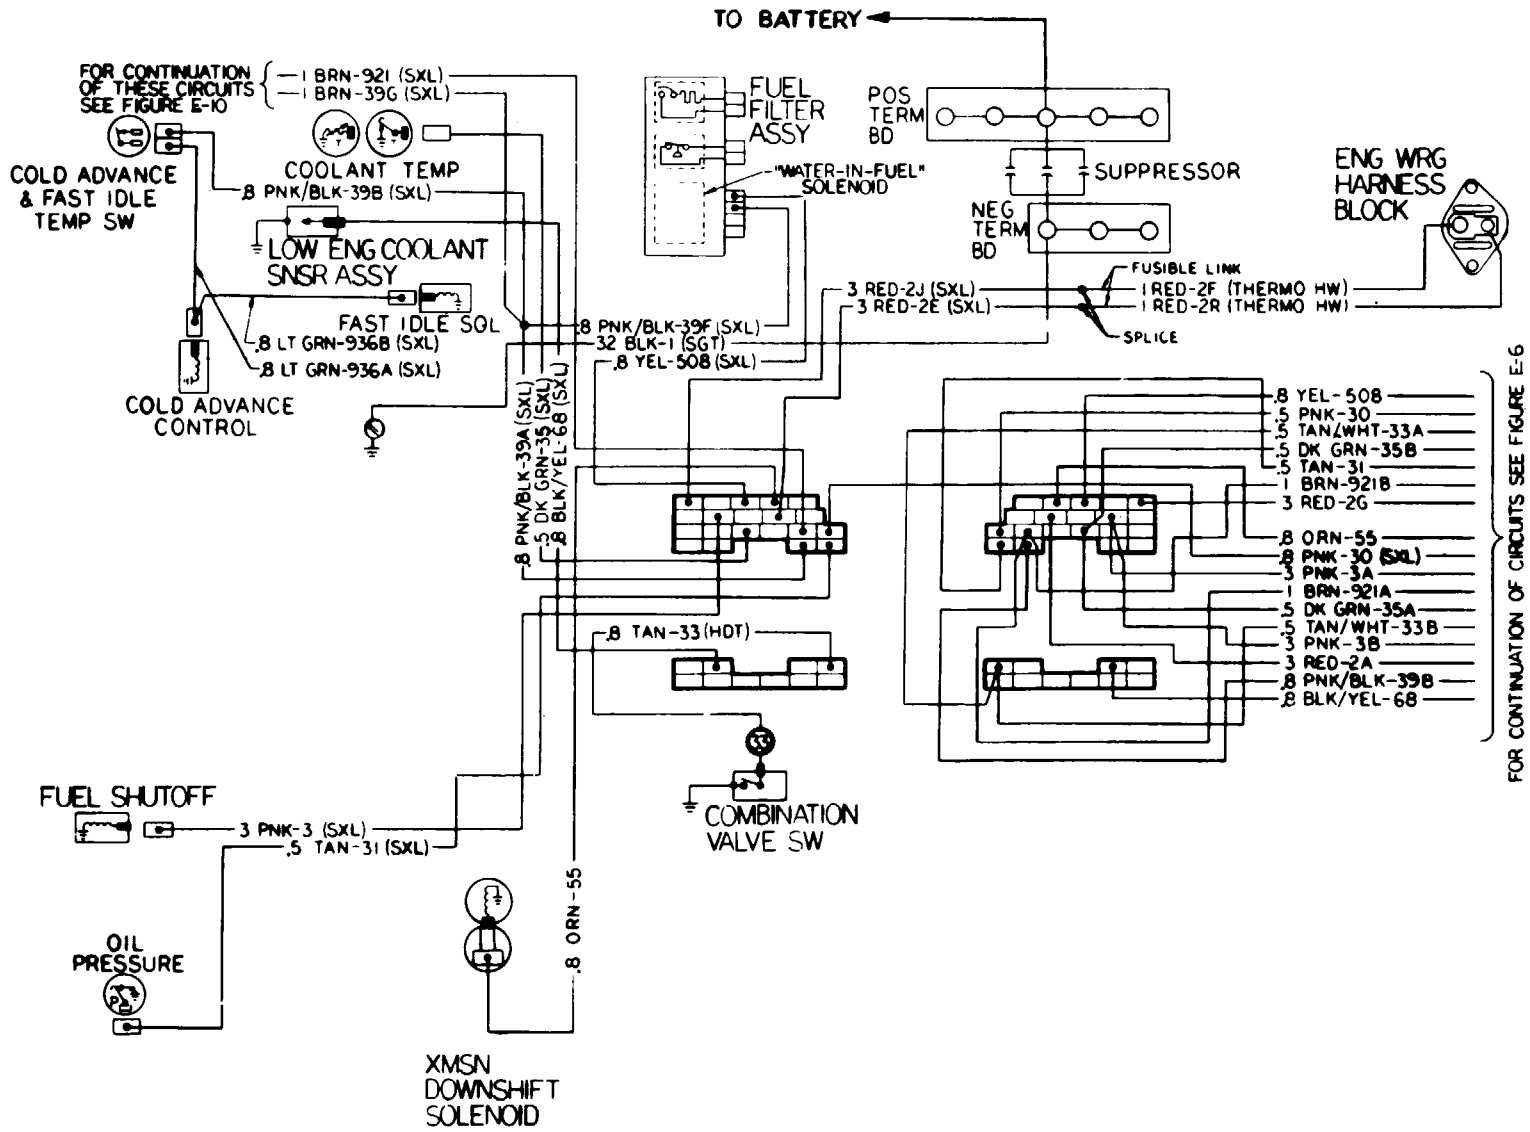 TO BATTERY
FOR CONTINUATION
OF THESE CIRCUITS
SEE FIGURE E-10
1 BRN-921 (SXL)
1 BRN-39G (SXL)
COLD ADVANCE
& FAST IDLE
TEMP SW
COOLANT TEMP
.8 PNK/BLK-39B (SXL)
LOW ENG COOLANT
SNSR ASSY
FAST IDLE SOL
.8 LT GRN-936B (SXL)
.8 LT GRN-936A (SXL)
COLD ADVANCE
CONTROL
FUEL
FILTER
ASSY
"WATER-IN-FUEL"
SOLENOID
POS
TERM
BD
SUPPRESSOR
NEG
TERM
BD
ENG WRG
HARNESS
BLOCK
FUSIBLE LINK
3 RED-2J (SXL)
1 RED-2F (THERMO HW)
3 RED-2E (SXL)
1 RED-2R (THERMO HW)
SPLICE
.8 PNK/BLK-39F (SXL)
32 BLK-1 (SGT)
.8 YEL-508 (SXL)
.8 PNK/BLK-39A (SXL)
.5 DK GRN-35 (SXL)
.8 BLK/YEL-68 (SXL)
.8 YEL-508
.5 PNK-30
.5 TAN/WHT-33A
.5 DK GRN-35B
.5 TAN-31
1 BRN-921B
3 RED-2G
.8 ORN-55
.8 PNK-30 (SXL)
3 PNK-3A
1 BRN-921A
.5 DK GRN-35A
.5 TAN/WHT-33B
3 PNK-3B
3 RED-2A
.8 PNK/BLK-39B
.8 BLK/YEL-68
FOR CONTINUATION OF CIRCUITS SEE FIGURE E-6
.8 TAN-33 (HDT)
COMBINATION
VALVE SW
FUEL SHUTOFF
3 PNK-3 (SXL)
.5 TAN-31 (SXL)
OIL
PRESSURE
P
.8 ORN-55
XMSN
DOWNSHIFT
SOLENOID